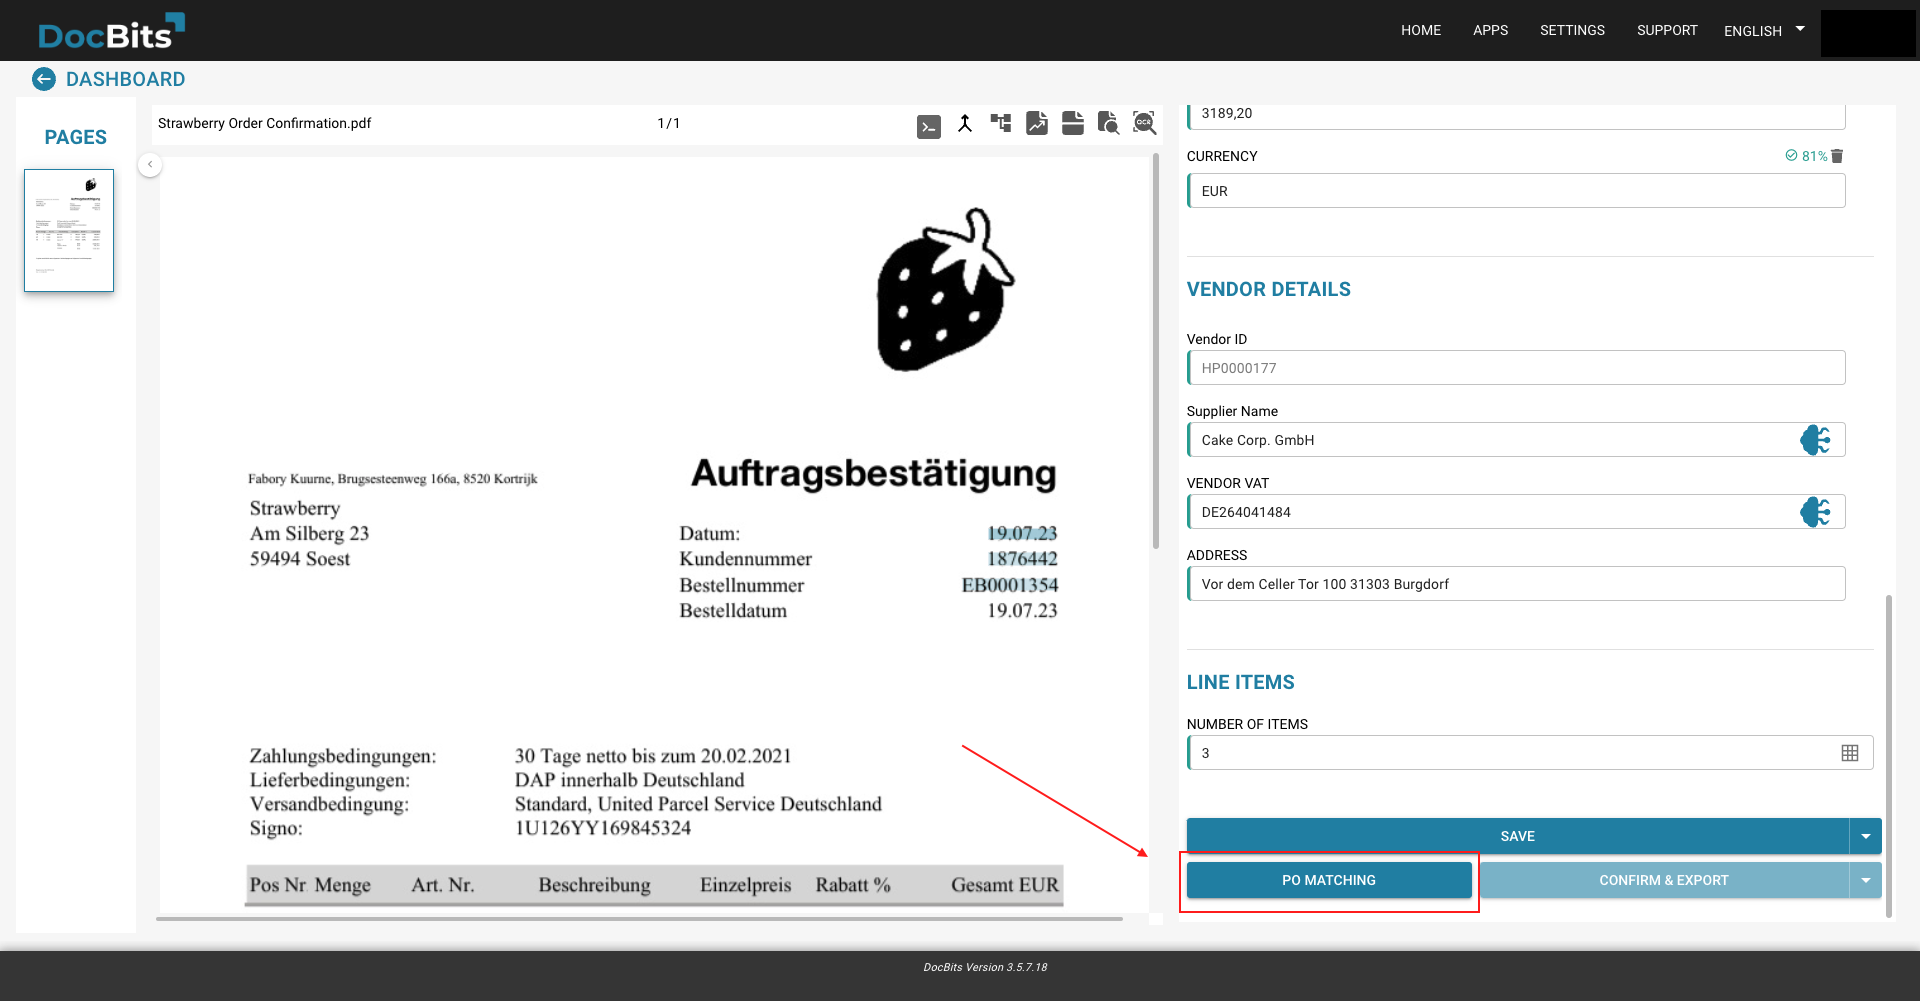 DocBits
HOME APPS SETTINGS SUPPORT ENGLISH
DASHBOARD
PAGES
Strawberry Order Confirmation.pdf 1/1
OCR
Fabory Kuurne, Brugsesteenweg 166a, 8520 Kortrijk
Strawberry
Am Silberg 23
59494 Soest
Auftragsbestätigung
Datum: 19.07.23
Kundennummer 1876442
Bestellnummer EB0001354
Bestelldatum 19.07.23
Zahlungsbedingungen: 30 Tage netto bis zum 20.02.2021
Lieferbedingungen: DAP innerhalb Deutschland
Versandbedingung: Standard, United Parcel Service Deutschland
Signo: 1U126YY169845324
Pos Nr Menge Art. Nr. Beschreibung Einzelpreis Rabatt % Gesamt EUR
3189,20
CURRENCY 81%
EUR
VENDOR DETAILS
Vendor ID
HP0000177
Supplier Name
Cake Corp. GmbH
VENDOR VAT
DE264041484
ADDRESS
Vor dem Celler Tor 100 31303 Burgdorf
LINE ITEMS
NUMBER OF ITEMS
3
SAVE
PO MATCHING CONFIRM & EXPORT
DocBits Version 3.5.7.18